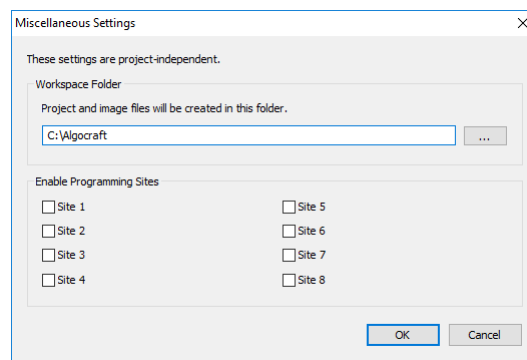 Miscellaneous Settings
These settings are project-independent.
Workspace Folder
Project and image files will be created in this folder.
C:\Algocraft
...
Enable Programming Sites
Site 1
Site 2
Site 3
Site 4
Site 5
Site 6
Site 7
Site 8
OK
Cancel